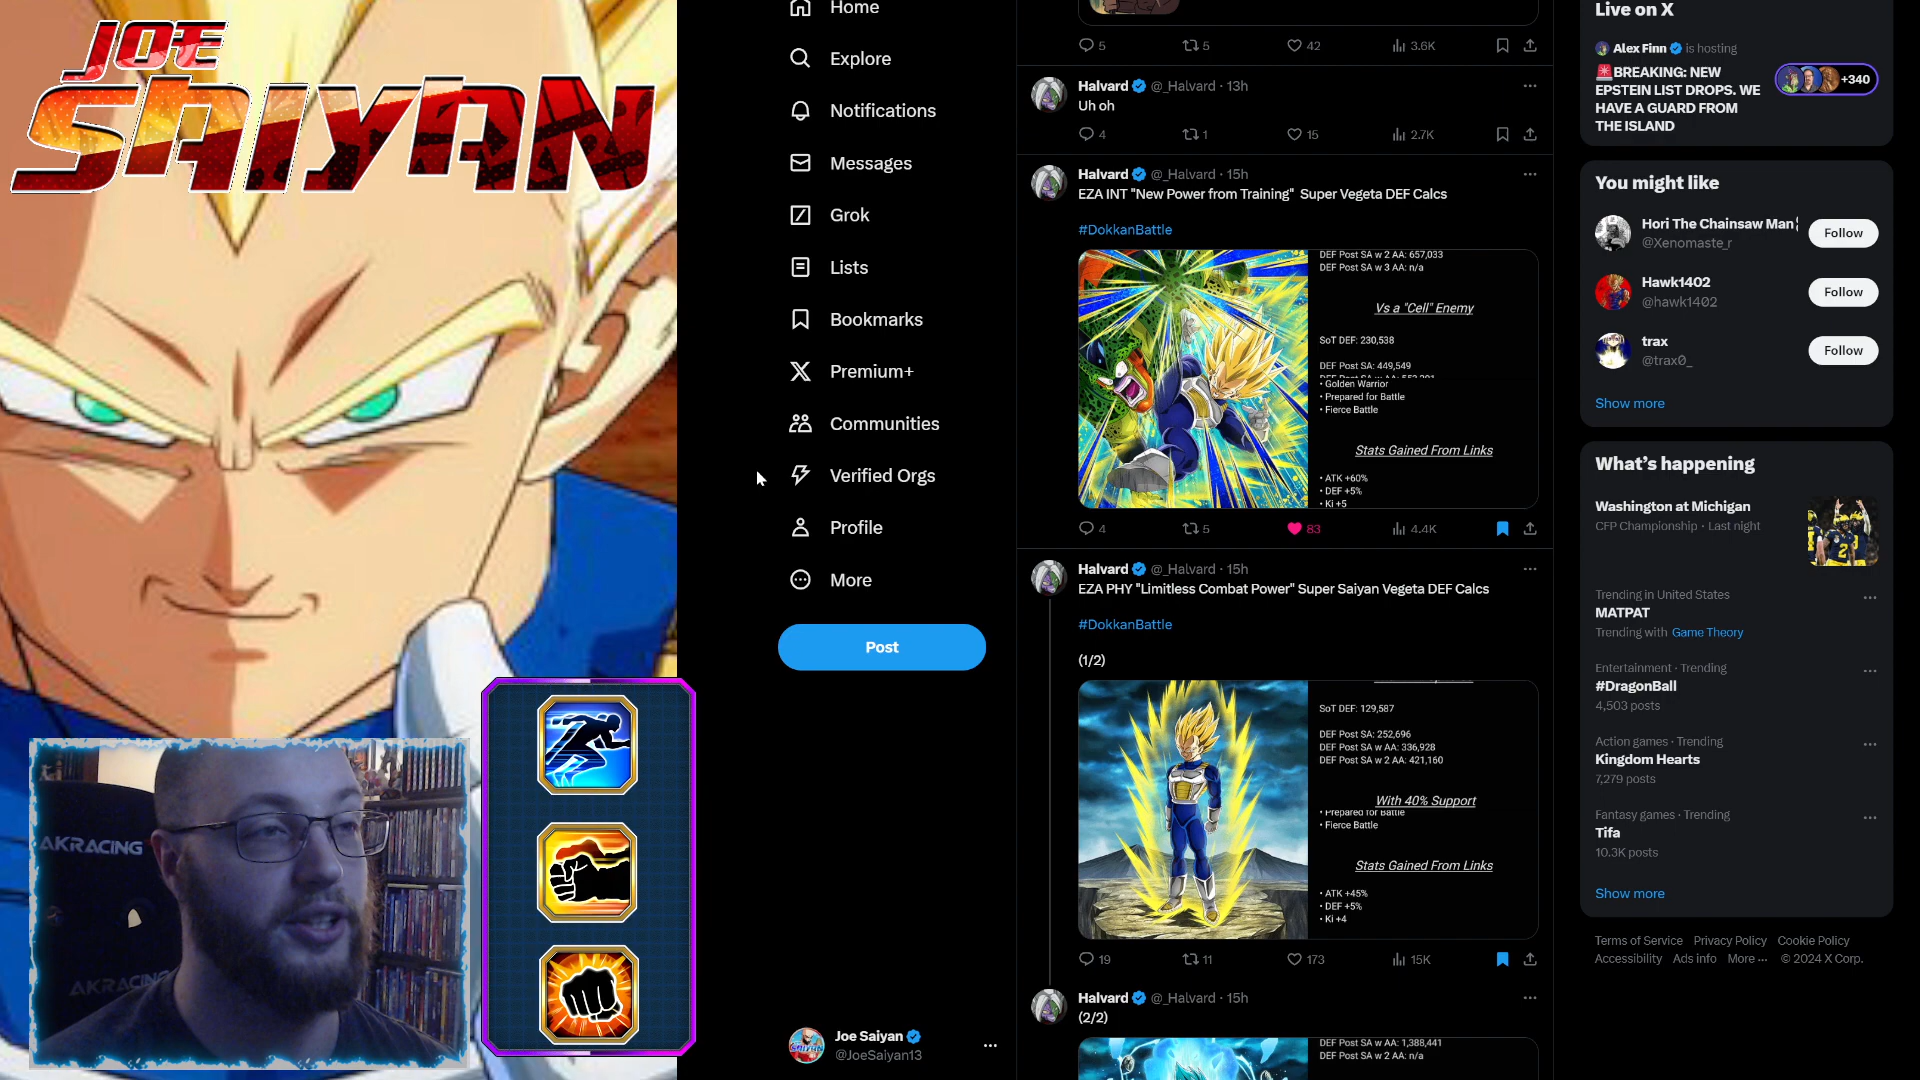 JOE
SAIYAN
AKRACING
AKRACING
Home
Explore
Notifications
Messages
Grok
Lists
Bookmarks
Premium+
Communities
Verified Orgs
Profile
More
Post
Joe Saiyan
@JoeSaiyan13
5 5 42 3.6K
Halvard @_Halvard · 13h
Uh oh
4 1 15 2.7K
Halvard @_Halvard · 15h
EZA INT "New Power from Training" Super Vegeta DEF Calcs
#DokkanBattle
DEF Post SA w 2 AA: 657,033
DEF Post SA w 3 AA: n/a
Vs a "Cell" Enemy
SoT DEF: 230,538
DEF Post SA: 449,549
• Golden Warrior
• Prepared for Battle
• Fierce Battle
Stats Gained From Links
• ATK +60%
• DEF +5%
• Ki +5
4 5 83 4.4K
Halvard @_Halvard · 15h
EZA PHY "Limitless Combat Power" Super Saiyan Vegeta DEF Calcs
#DokkanBattle
(1/2)
SoT DEF: 129,587
DEF Post SA: 252,696
DEF Post SA w AA: 336,928
DEF Post SA w 2 AA: 421,160
With 40% Support
• Prepared for Battle
• Fierce Battle
Stats Gained From Links
• ATK +45%
• DEF +5%
• Ki +4
19 11 173 15K
Halvard @_Halvard · 15h
(2/2)
DEF Post SA w AA: 1,388,441
DEF Post SA w 2 AA: n/a
Live on X
Alex Finn is hosting
🚨BREAKING: NEW
EPSTEIN LIST DROPS. WE
HAVE A GUARD FROM
THE ISLAND
+340
You might like
Hori The Chainsaw Man
@Xenomaste_r
Follow
Hawk1402
@hawk1402
Follow
trax
@trax0_
Follow
Show more
What's happening
Washington at Michigan
CFP Championship · Last night
Trending in United States
MATPAT
Trending with Game Theory
Entertainment · Trending
#DragonBall
4,503 posts
Action games · Trending
Kingdom Hearts
7,279 posts
Fantasy games · Trending
Tifa
10.3K posts
Show more
Terms of Service Privacy Policy Cookie Policy
Accessibility Ads info More ··· © 2024 X Corp.